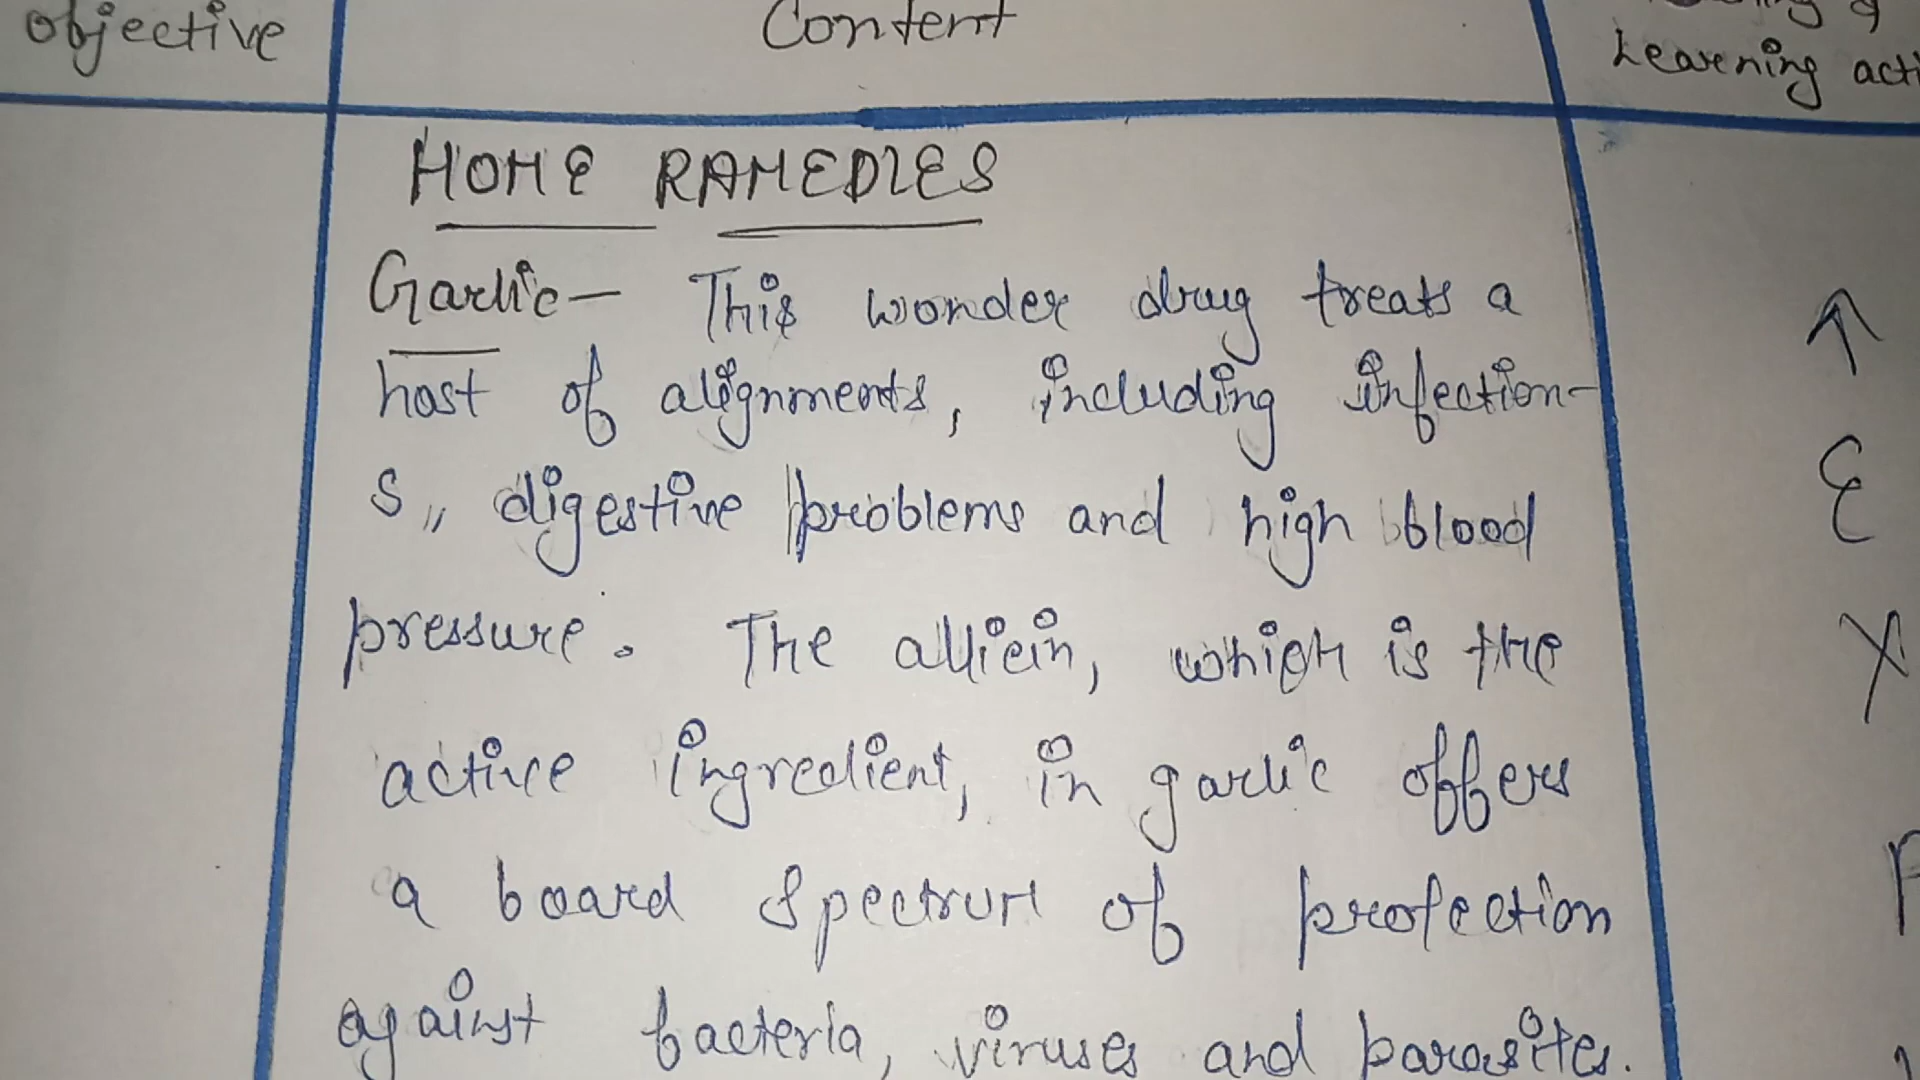 objective
Content
Learning acti
HOME RAMEDIES
Garlic- This wonder drug treats a
host of alignments, including infection-
s,, digestive problems and high blood
pressure. The allicin, which is the
active ingredient, in garlic offers
a board spectrum of protection
against bacteria, viruses and parasites.
↑
E
X
P